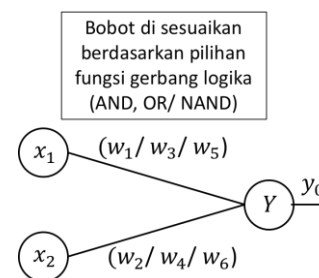 Bobot di sesuaikan
berdasarkan pilihan
fungsi gerbang logika
(AND, OR/ NAND)
x₁
(w₁/ w₃/ w₅)
Y
y₀
x₂
(w₂/ w₄/ w₆)